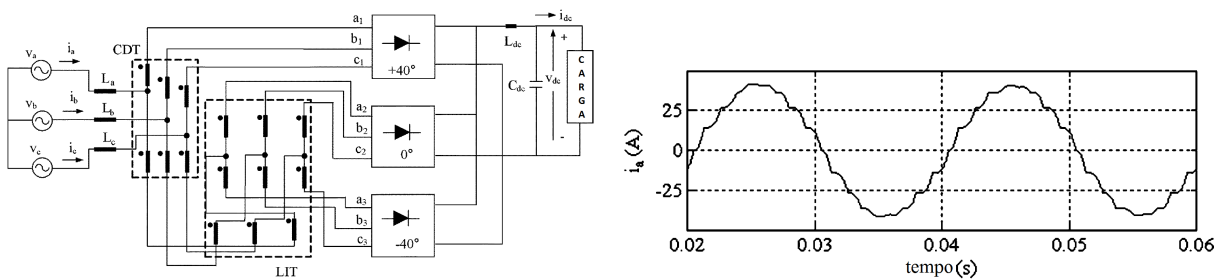 v_a
i_a
L_a
CDT
v_b
i_b
L_b
v_c
i_c
L_c
LIT
a_1
b_1
c_1
+40°
a_2
b_2
c_2
0°
a_3
b_3
c_3
-40°
L_dc
i_dc
C_dc
v_dc
+
-
CARGA
i_a(A)
25
0
-25
0.02
0.03
0.04
0.05
0.06
tempo(s)